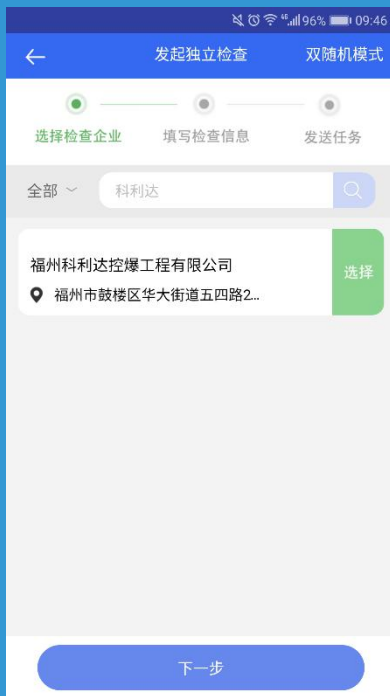 4G 96% 09:46
发起独立检查 双随机模式
选择检查企业 填写检查信息 发送任务
全部 科利达
福州科利达控爆工程有限公司
福州市鼓楼区华大街道五四路2...
选择
下一步